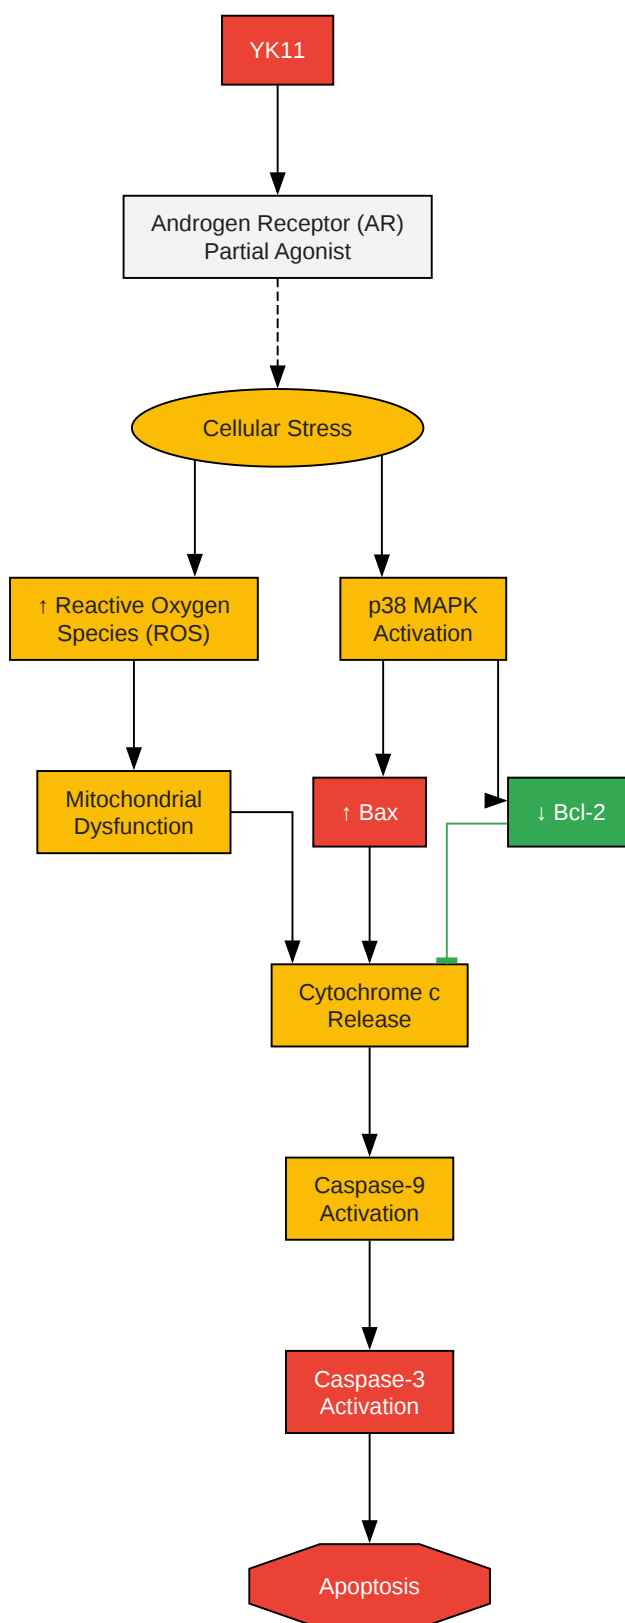 YK11
Androgen Receptor (AR)
Partial Agonist
Cellular Stress
↑ Reactive Oxygen
Species (ROS)
p38 MAPK
Activation
Mitochondrial
Dysfunction
↑ Bax
↓ Bcl-2
Cytochrome c
Release
Caspase-9
Activation
Caspase-3
Activation
Apoptosis